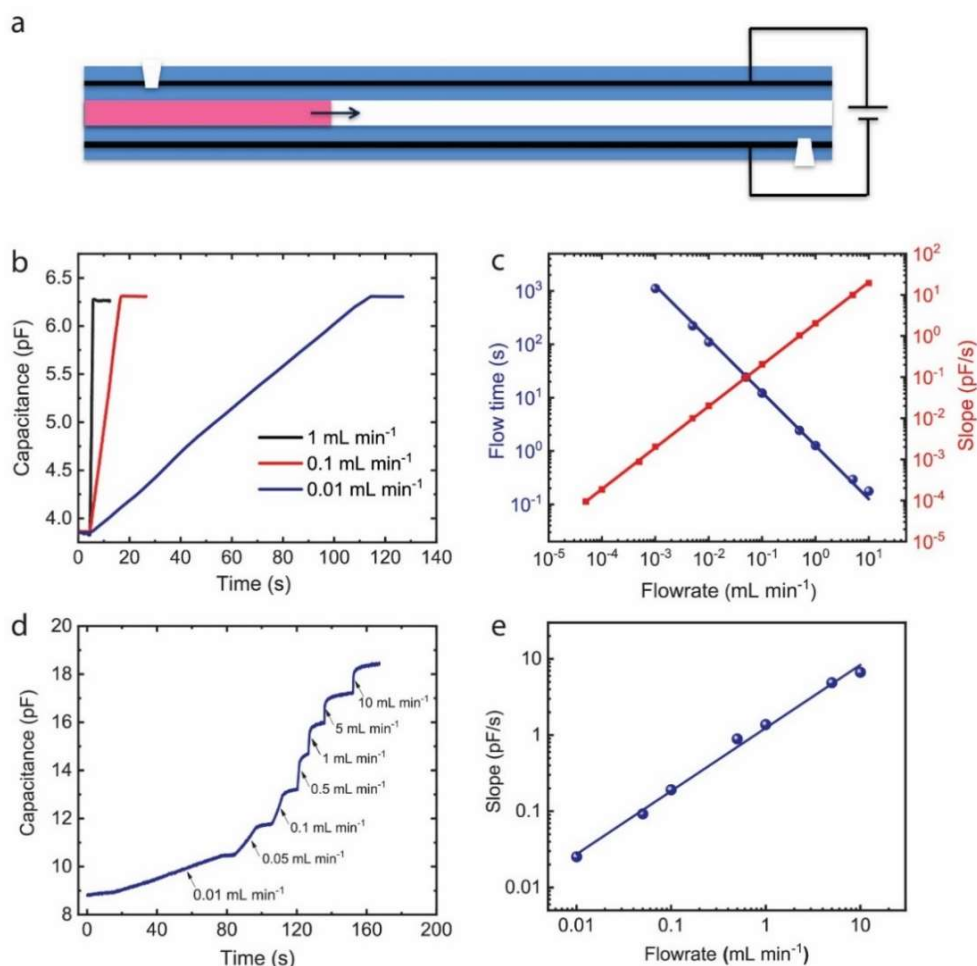 a
b
Capacitance (pF)
6.5
6.0
5.5
5.0
4.5
4.0
1 mL min⁻¹
0.1 mL min⁻¹
0.01 mL min⁻¹
0 20 40 60 80 100 120 140
Time (s)
c
Flow time (s)
10³
10²
10¹
10⁰
10⁻¹
10⁻⁵ 10⁻⁴ 10⁻³ 10⁻² 10⁻¹ 10⁰ 10¹
Flowrate (mL min⁻¹)
10²
10¹
10⁰
10⁻¹
10⁻²
10⁻³
10⁻⁴
10⁻⁵
Slope (pF/s)
d
Capacitance (pF)
20
18
16
14
12
10
8
10 mL min⁻¹
5 mL min⁻¹
1 mL min⁻¹
0.5 mL min⁻¹
0.1 mL min⁻¹
0.05 mL min⁻¹
0.01 mL min⁻¹
0 40 80 120 160 200
Time (s)
e
Slope (pF/s)
10
1
0.1
0.01
0.01 0.1 1 10
Flowrate (mL min⁻¹)